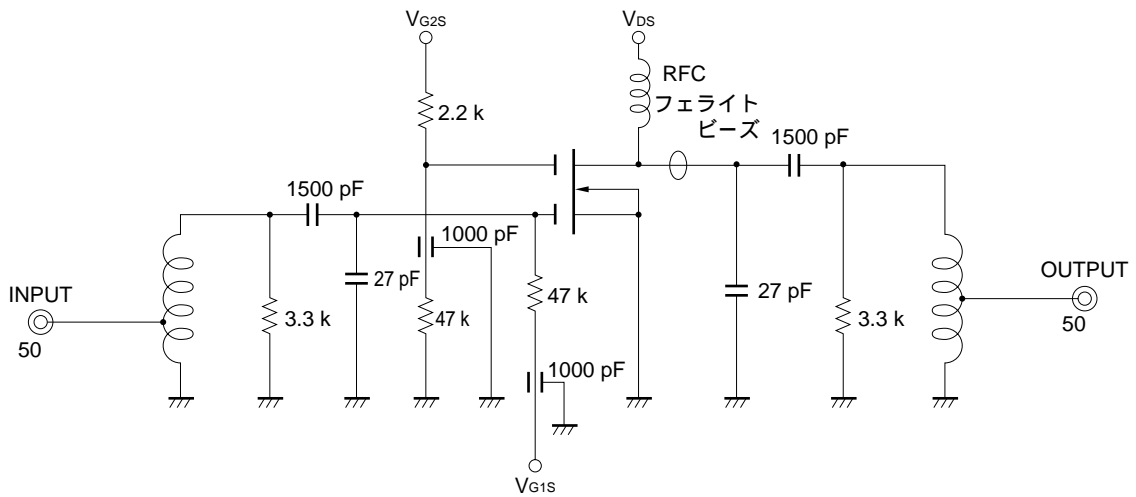 VG2S
VDS
RFC
フェライト
ビーズ
2.2 k
1500 pF
1500 pF
1000 pF
27 pF
47 k
47 k
3.3 k
INPUT
50
27 pF
3.3 k
OUTPUT
50
1000 pF
VG1S